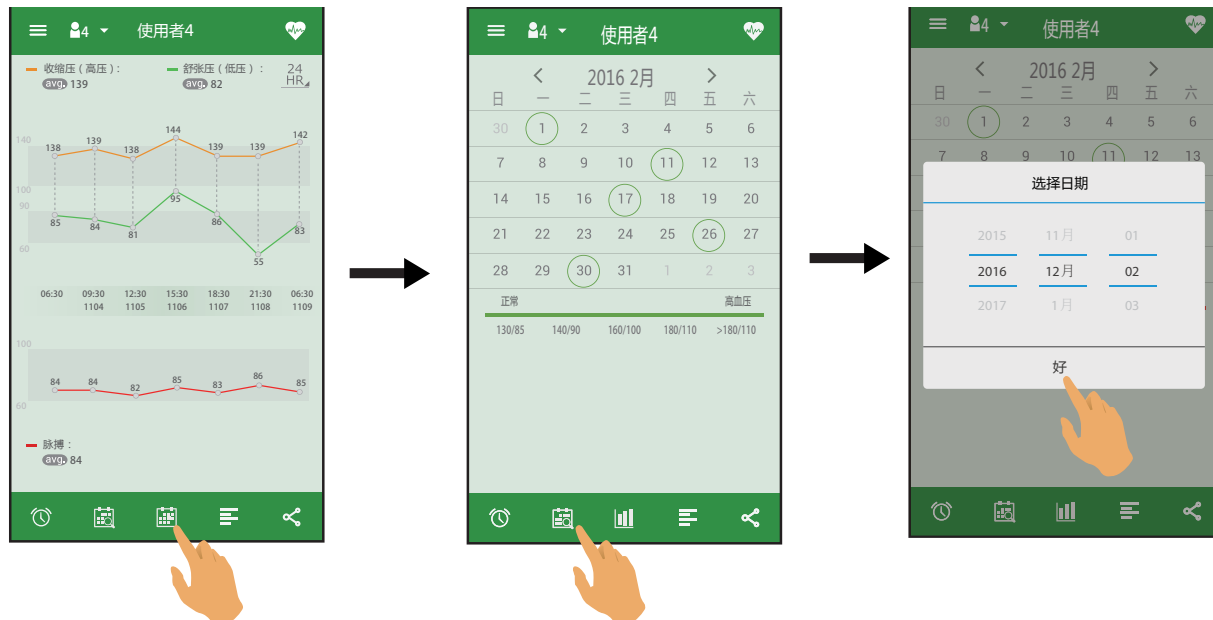 4 使用者4
收缩压（高压）：
avg. 139
舒张压（低压）：
avg. 82
24
HR
140
138 139 138 144 139 139 142
100
90
85 84 81 95 86 55 83
60
06:30 09:30 12:30 15:30 18:30 21:30 06:30
1104 1105 1106 1107 1108 1109
100
84 84 82 85 83 86 85
60
脉搏：
avg. 84
4 使用者4
2016 2月
日 一 二 三 四 五 六
30 1 2 3 4 5 6
7 8 9 10 11 12 13
14 15 16 17 18 19 20
21 22 23 24 25 26 27
28 29 30 31 1 2 3
正常 高血压
130/85 140/90 160/100 180/110 >180/110
4 使用者4
2016 2月
日 一 二 三 四 五 六
30 1 2 3 4 5 6
7 8 9 10 11 12 13
选择日期
2015 11月 01
2016 12月 02
2017 1月 03
好